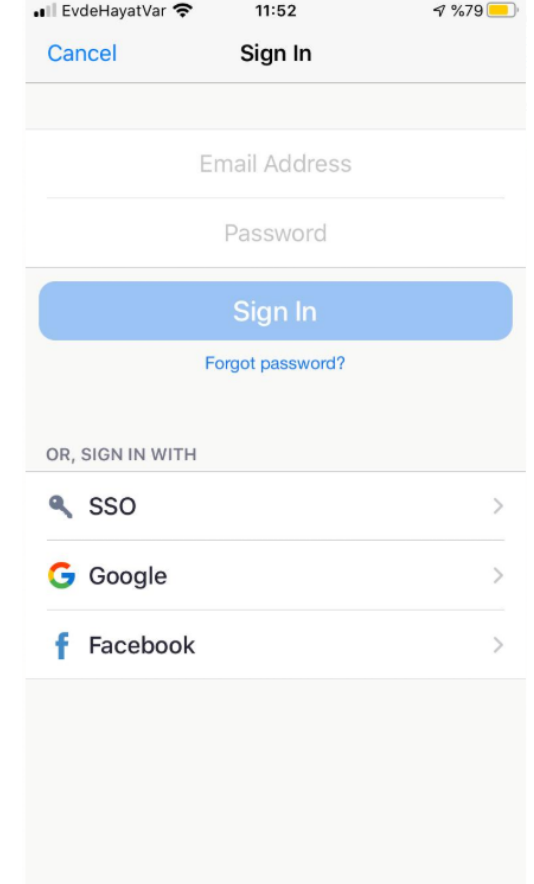 EvdeHayatVar 11:52 %79
Cancel Sign In
Email Address
Password
Sign In
Forgot password?
OR, SIGN IN WITH
SSO
Google
Facebook